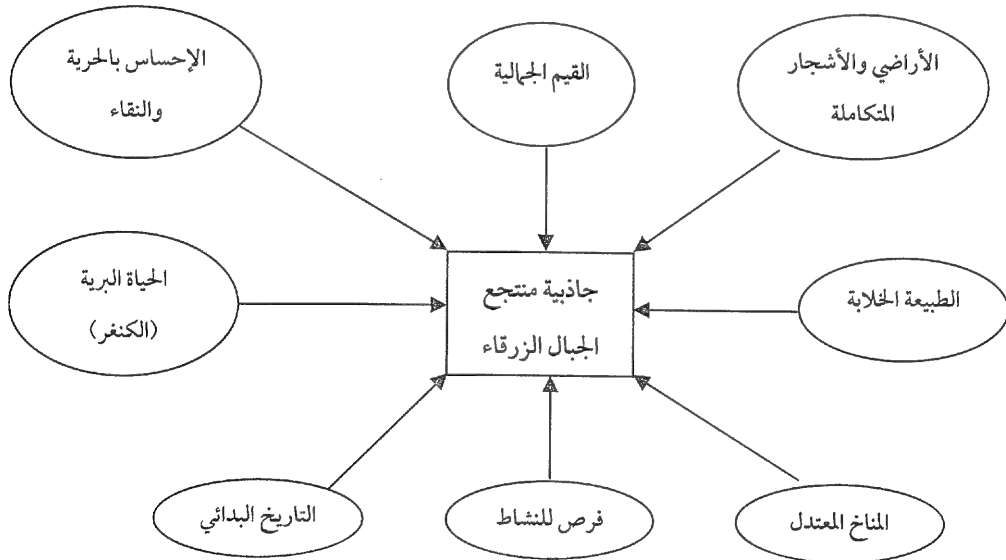 الأراضي والأشجار
المتكاملة
القيم الجمالية
الإحساس بالحرية
والنقاء
الطبيعة الخلابة
جاذبية منتجع
الجبال الزرقاء
الحياة البرية
(الكنغر)
المناخ المعتدل
فرص للنشاط
التاريخ البدائي